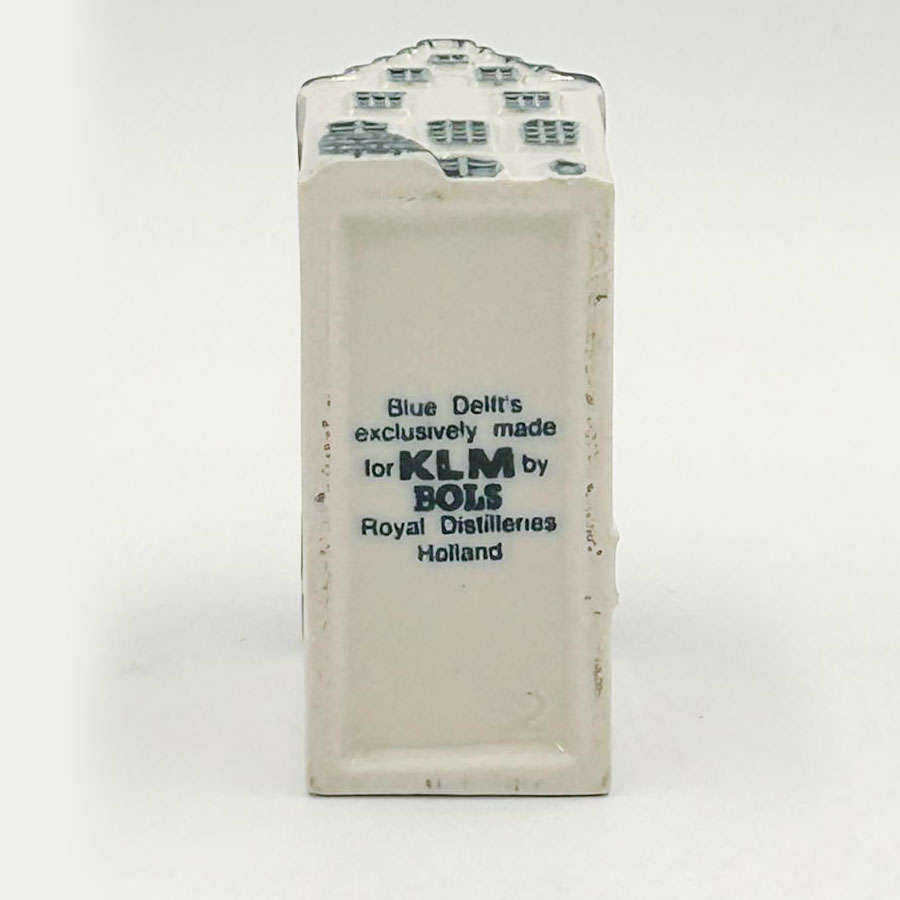 Blue Delft's
exclusively made
for KLM by
BOLS
Royal Distilleries
Holland